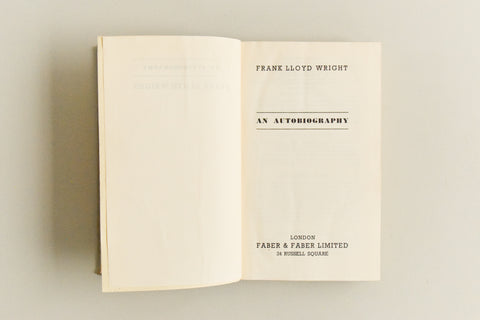 FRANK LLOYD WRIGHT
AN AUTOBIOGRAPHY
LONDON
FABER & FABER LIMITED
24 RUSSELL SQUARE